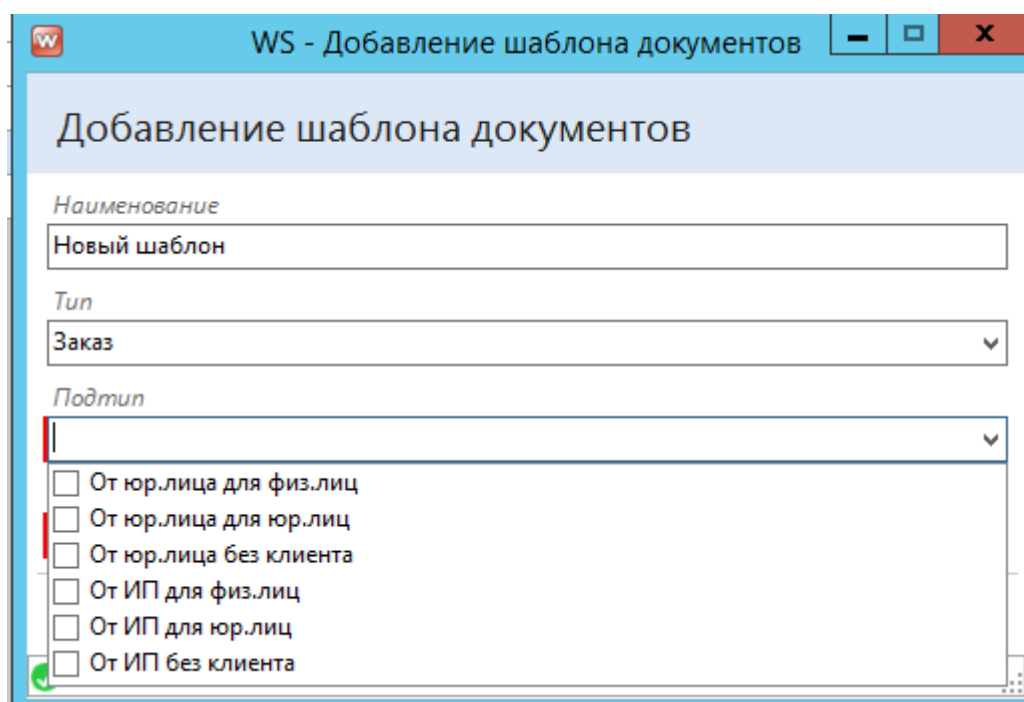 WS - Добавление шаблона документов
Добавление шаблона документов
Наименование
Новый шаблон
Тип
Заказ
Подтип
От юр.лица для физ.лиц
От юр.лица для юр.лиц
От юр.лица без клиента
От ИП для физ.лиц
От ИП для юр.лиц
От ИП без клиента